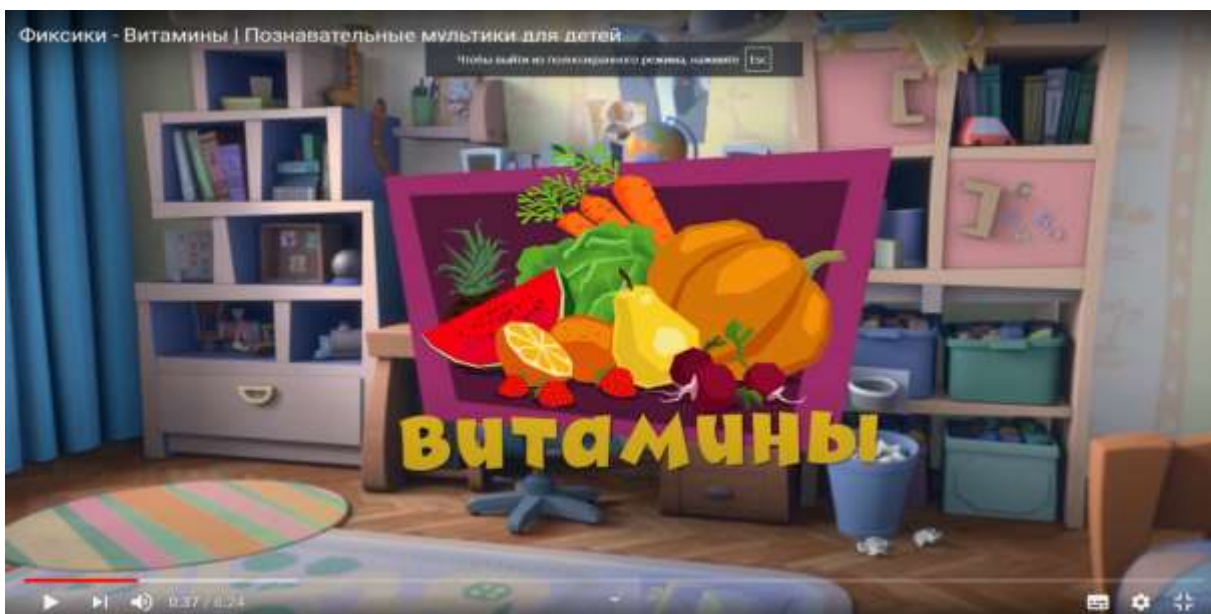 Фиксики - Витамины | Познавательные мультики для детей
Чтобы выйти из полноэкранного режима, нажмите Esc
ВИТАМИНЫ
0:37 / 6:24